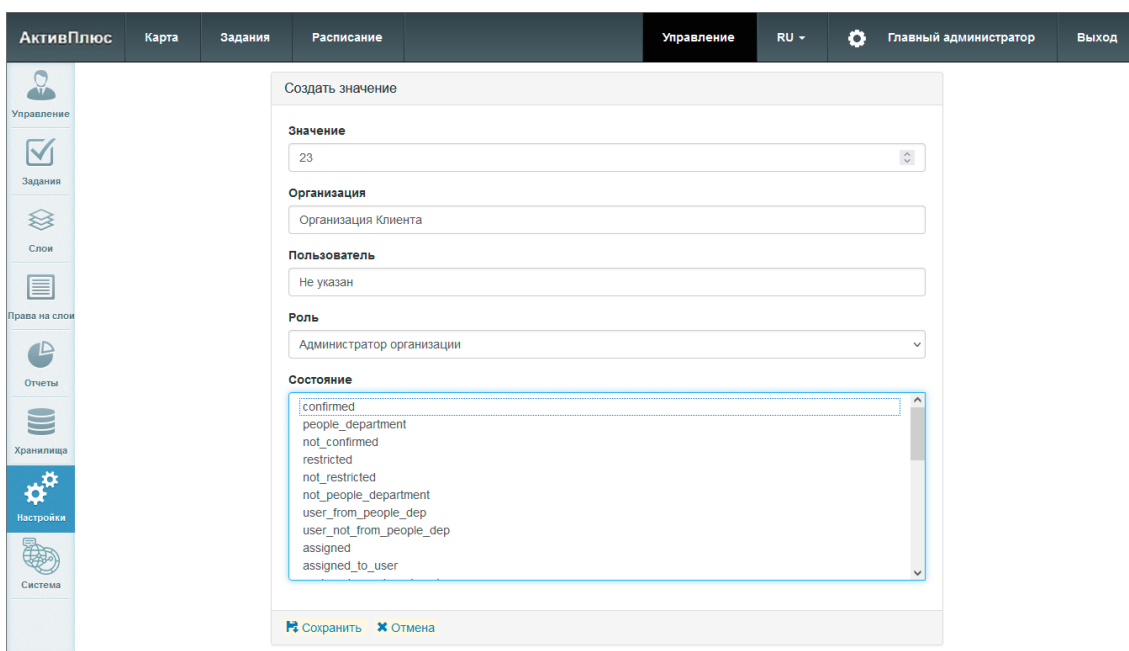 АктивПлюс Карта Задания Расписание Управление RU Главный администратор Выход
Управление
Задания
Слои
Права на слои
Отчеты
Хранилища
Настройки
Система
Создать значение
Значение
23
Организация
Организация Клиента
Пользователь
Не указан
Роль
Администратор организации
Состояние
confirmed
people_department
not_confirmed
restricted
not_restricted
not_people_department
user_from_people_dep
user_not_from_people_dep
assigned
assigned_to_user
Сохранить Отмена